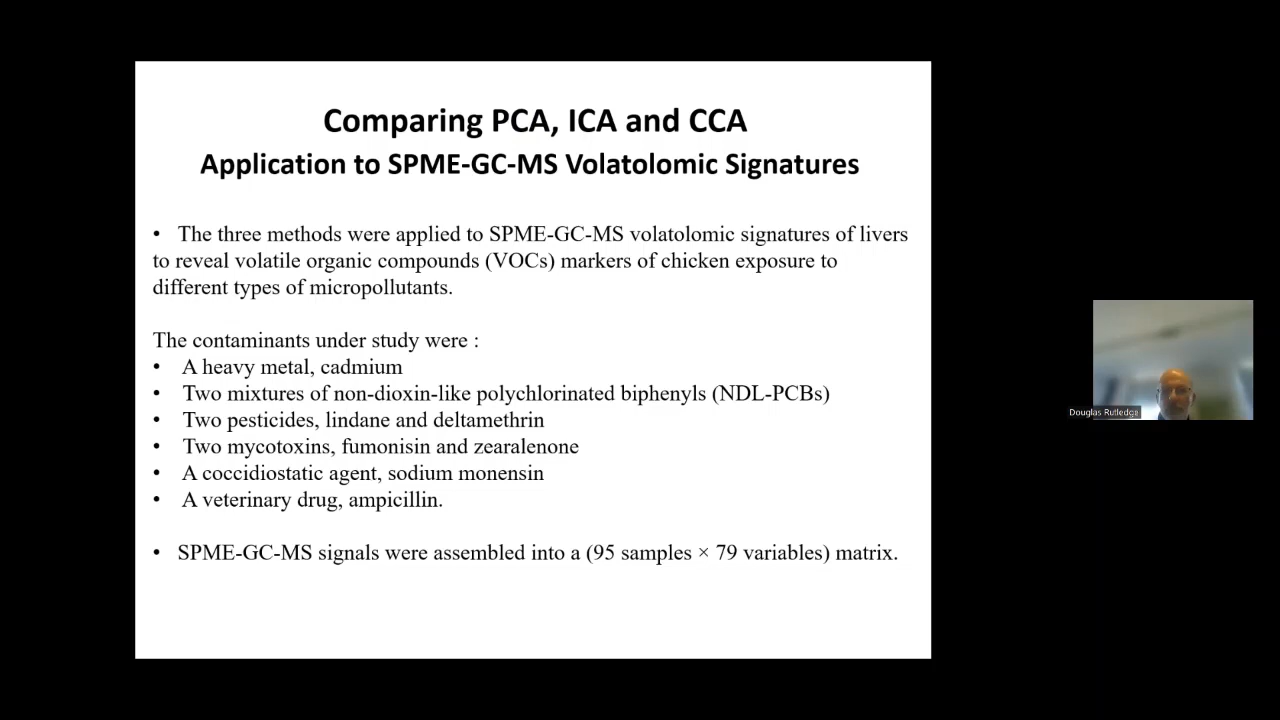 Comparing PCA, ICA and CCA
Application to SPME-GC-MS Volatolomic Signatures
• The three methods were applied to SPME-GC-MS volatolomic signatures of livers
to reveal volatile organic compounds (VOCs) markers of chicken exposure to
different types of micropollutants.
The contaminants under study were :
• A heavy metal, cadmium
• Two mixtures of non-dioxin-like polychlorinated biphenyls (NDL-PCBs)
• Two pesticides, lindane and deltamethrin
• Two mycotoxins, fumonisin and zearalenone
• A coccidiostatic agent, sodium monensin
• A veterinary drug, ampicillin.
• SPME-GC-MS signals were assembled into a (95 samples × 79 variables) matrix.
Douglas Rutledge